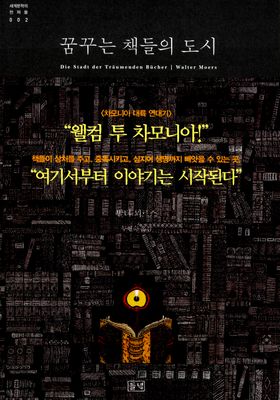 세계문학의
천재들
002
꿈꾸는 책들의 도시
Die Stadt der Träumenden Bücher | Walter Moers
〈차모니아 대륙 연대기〉
“웰컴 투 차모니아!”
책들이 상처를 주고, 중독시키고, 심지어 생명까지 빼앗을 수 있는 곳,
“여기서부터 이야기는 시작된다”
들녘